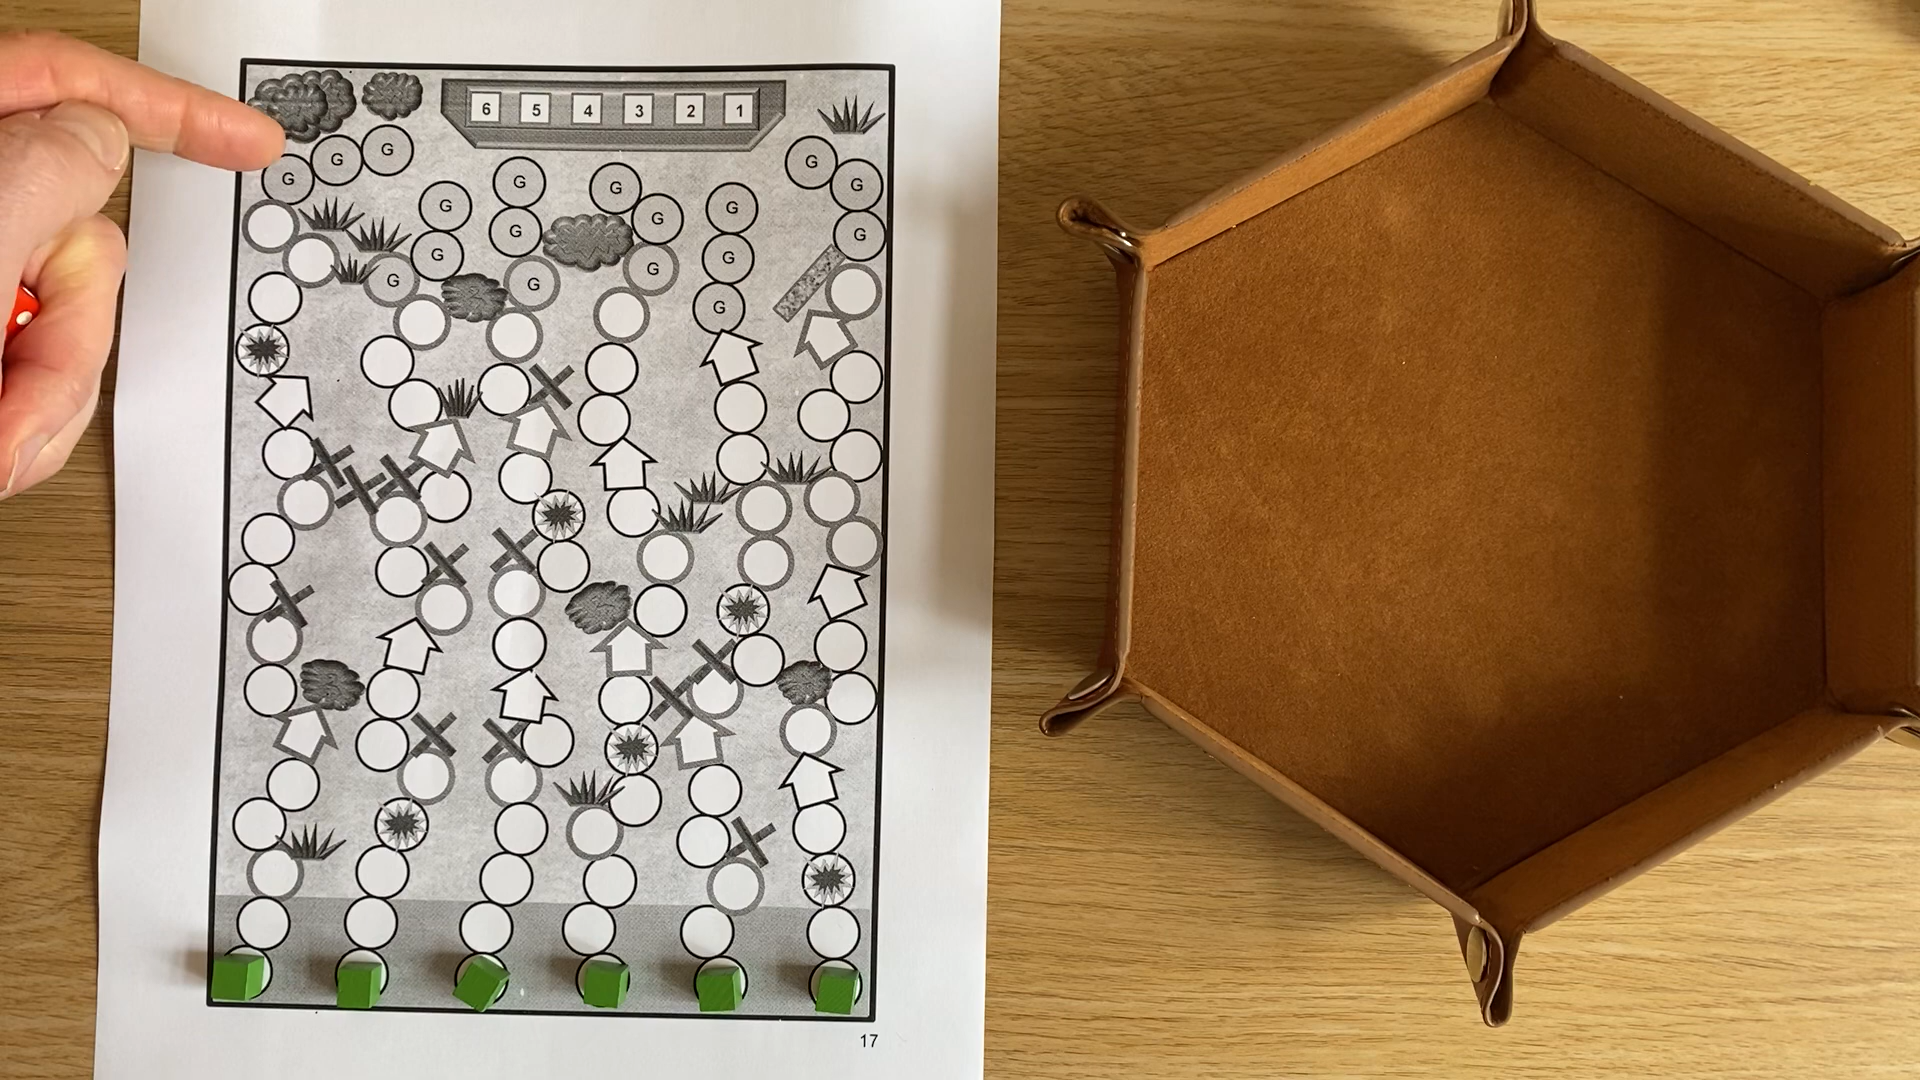 6 5 4 3 2 1
G G G G G
G G G G G G
G G G G
G G G
G
17